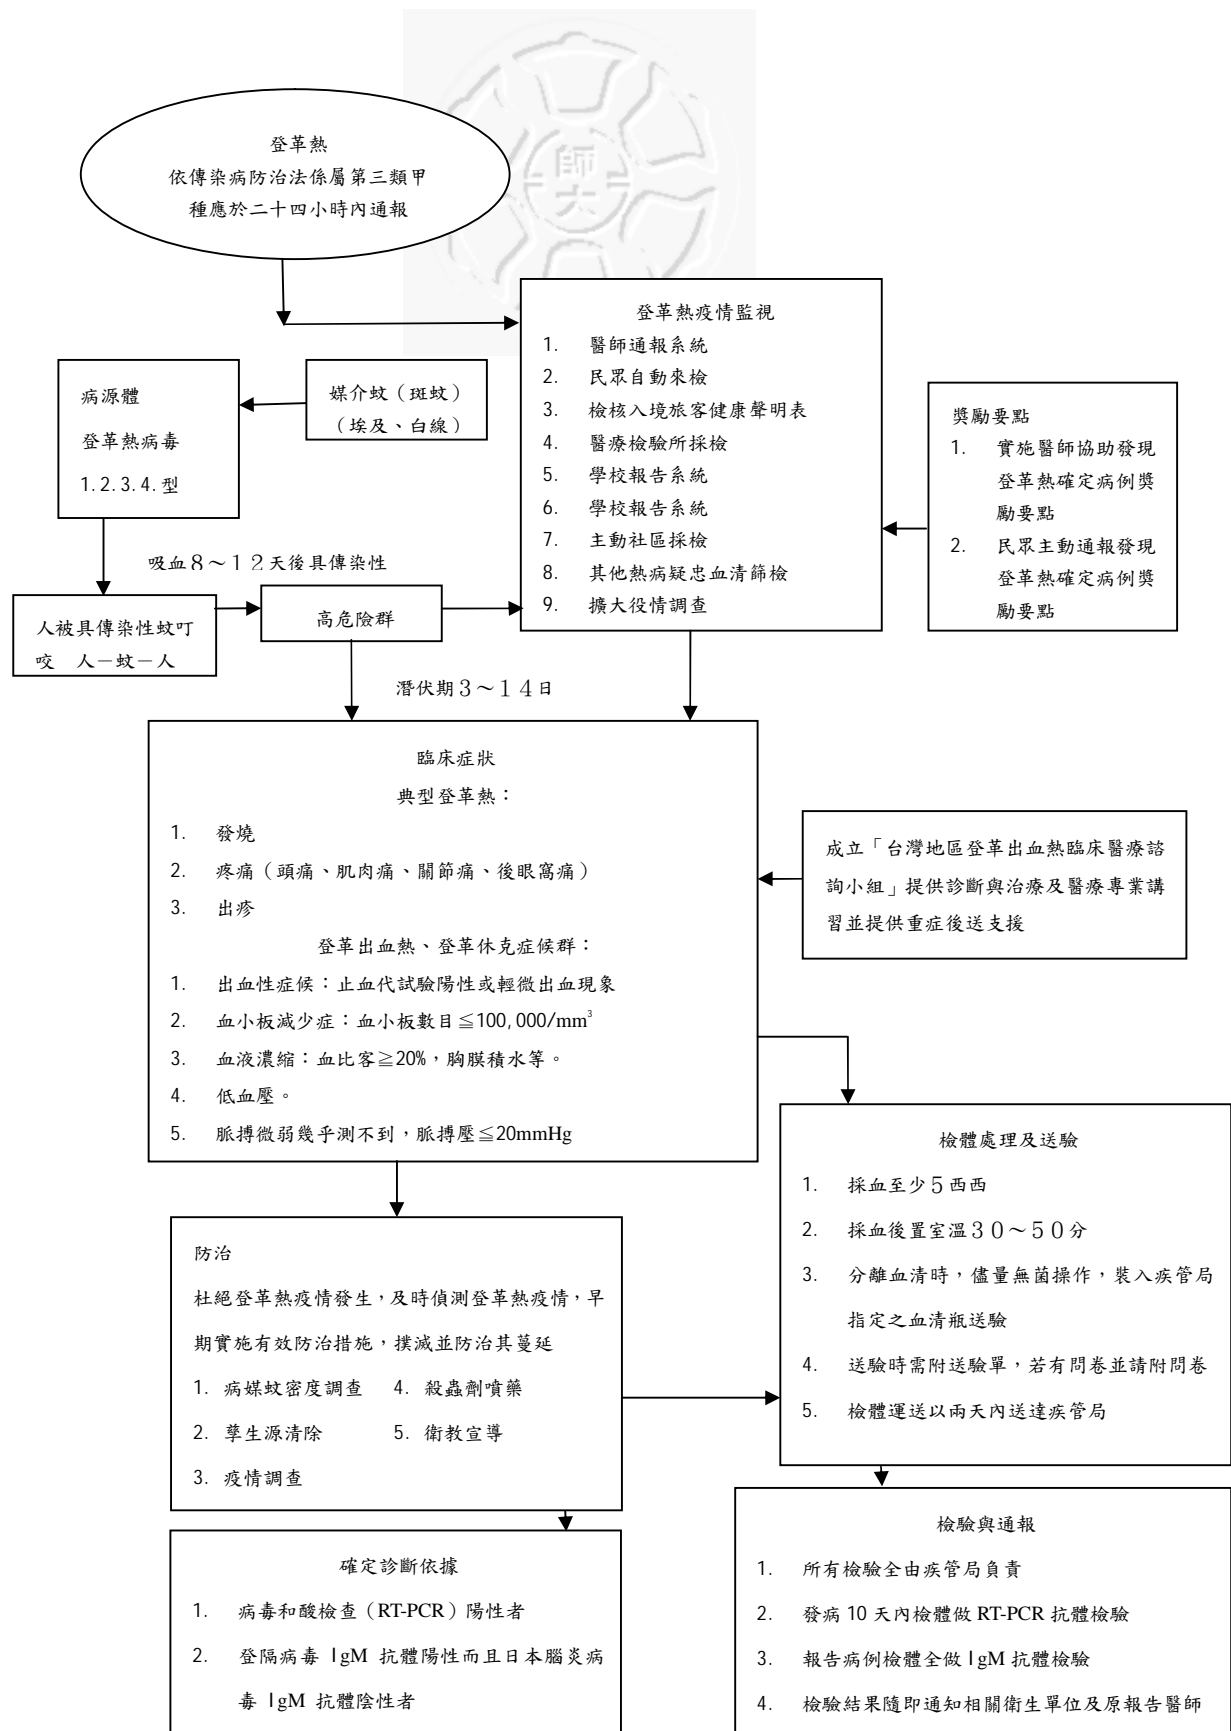 師大
登革熱
依傳染病防治法係屬第三類甲
種應於二十四小時內通報
登革熱疫情監視
1. 醫師通報系統
2. 民眾自動來檢
3. 檢核入境旅客健康聲明表
4. 醫療檢驗所採檢
5. 學校報告系統
6. 學校報告系統
7. 主動社區採檢
8. 其他熱病疑忠血清篩檢
9. 擴大役情調查
病源體
登革熱病毒
1.2.3.4.型
媒介蚊（斑蚊）
（埃及、白線）
獎勵要點
1. 實施醫師協助發現
登革熱確定病例獎
勵要點
2. 民眾主動通報發現
登革熱確定病例獎
勵要點
吸血８～１２天後具傳染性
人被具傳染性蚊叮
咬　人－蚊－人
高危險群
潛伏期３～１４日
臨床症狀
典型登革熱：
1. 發燒
2. 疼痛（頭痛、肌肉痛、關節痛、後眼窩痛）
3. 出疹
登革出血熱、登革休克症候群：
1. 出血性症候：止血代試驗陽性或輕微出血現象
2. 血小板減少症：血小板數目≦100,000/mm³
3. 血液濃縮：血比客≧20%，胸膜積水等。
4. 低血壓。
5. 脈搏微弱幾乎測不到，脈搏壓≦20mmHg
成立「台灣地區登革出血熱臨床醫療諮
詢小組」提供診斷與治療及醫療專業講
習並提供重症後送支援
檢體處理及送驗
1. 採血至少５西西
2. 採血後置室溫３０～５０分
3. 分離血清時，儘量無菌操作，裝入疾管局
指定之血清瓶送驗
4. 送驗時需附送驗單，若有問卷並請附問卷
5. 檢體運送以兩天內送達疾管局
防治
杜絕登革熱疫情發生，及時偵測登革熱疫情，早
期實施有效防治措施，撲滅並防治其蔓延
1. 病媒蚊密度調查 4. 殺蟲劑噴藥
2. 孳生源清除 5. 衛教宣導
3. 疫情調查
確定診斷依據
1. 病毒和酸檢查（RT-PCR）陽性者
2. 登隔病毒 IgM 抗體陽性而且日本腦炎病
毒 IgM 抗體陰性者
檢驗與通報
1. 所有檢驗全由疾管局負責
2. 發病 10 天內檢體做 RT-PCR 抗體檢驗
3. 報告病例檢體全做 IgM 抗體檢驗
4. 檢驗結果隨即通知相關衛生單位及原報告醫師